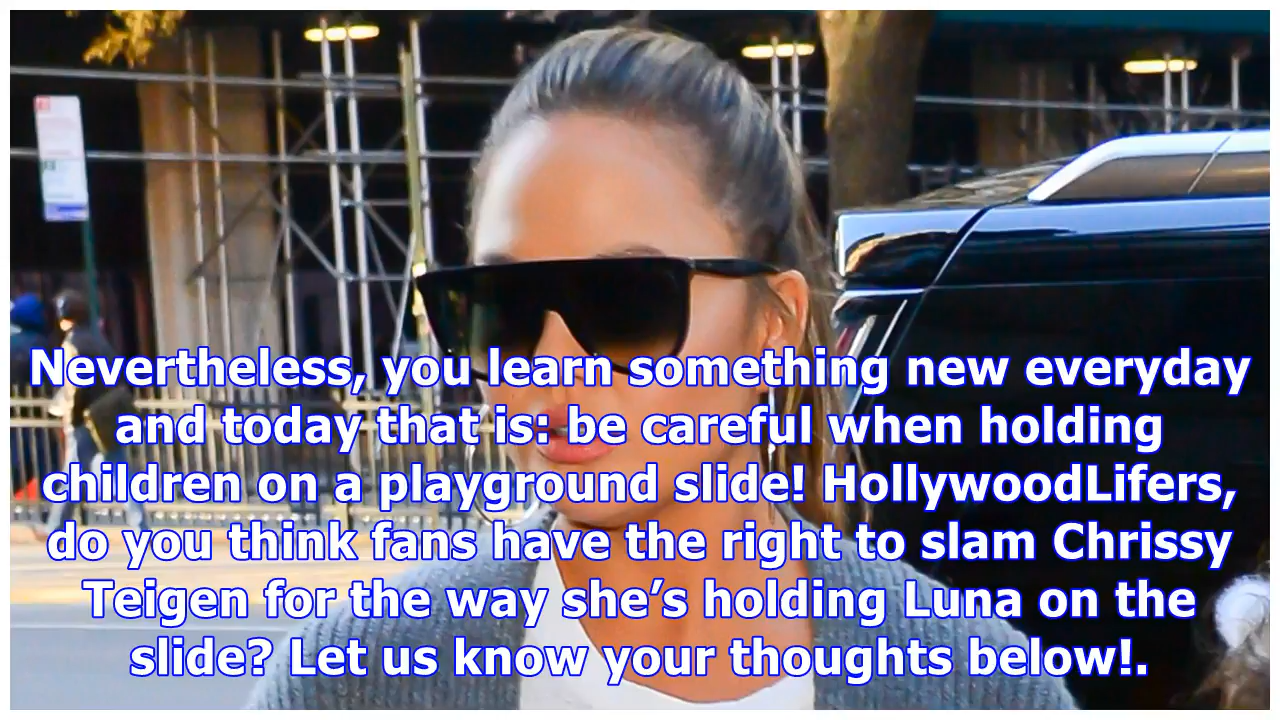 Nevertheless, you learn something new everyday
and today that is: be careful when holding
children on a playground slide! HollywoodLifers,
do you think fans have the right to slam Chrissy
Teigen for the way she’s holding Luna on the
slide? Let us know your thoughts below!.